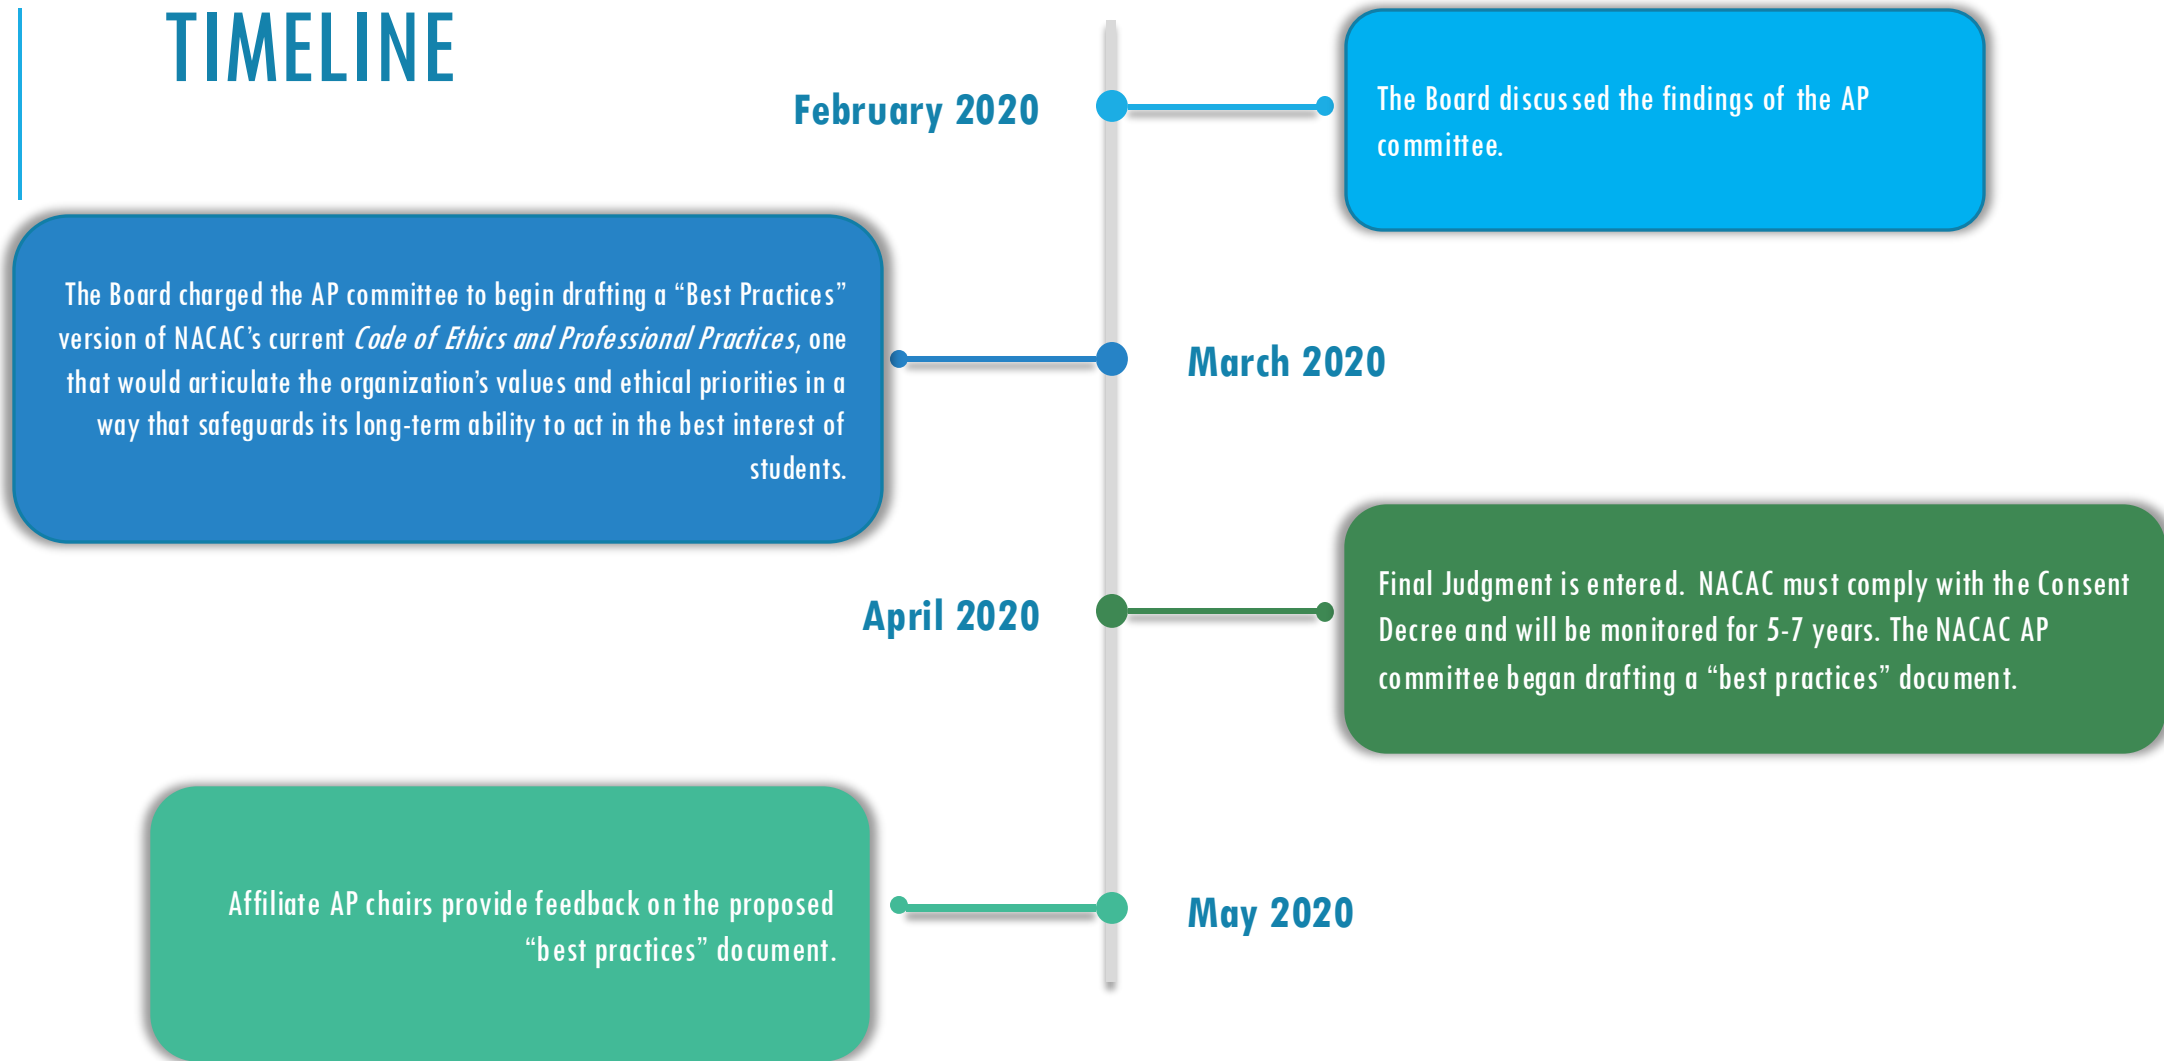 TIMELINE
February 2020
The Board discussed the findings of the AP
committee.
The Board charged the AP committee to begin drafting a “Best Practices”
version of NACAC’s current Code of Ethics and Professional Practices, one
that would articulate the organization’s values and ethical priorities in a
way that safeguards its long-term ability to act in the best interest of
students.
March 2020
April 2020
Final Judgment is entered. NACAC must comply with the Consent
Decree and will be monitored for 5-7 years. The NACAC AP
committee began drafting a “best practices” document.
Affiliate AP chairs provide feedback on the proposed
“best practices” document.
May 2020